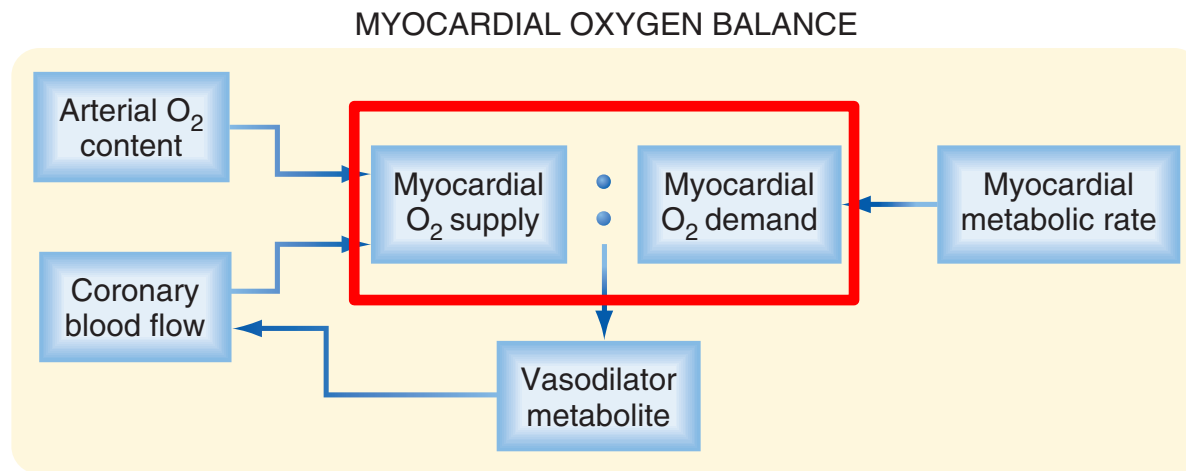 MYOCARDIAL OXYGEN BALANCE
Arterial O₂
content
Myocardial
O₂ supply
Myocardial
O₂ demand
Myocardial
metabolic rate
Coronary
blood flow
Vasodilator
metabolite